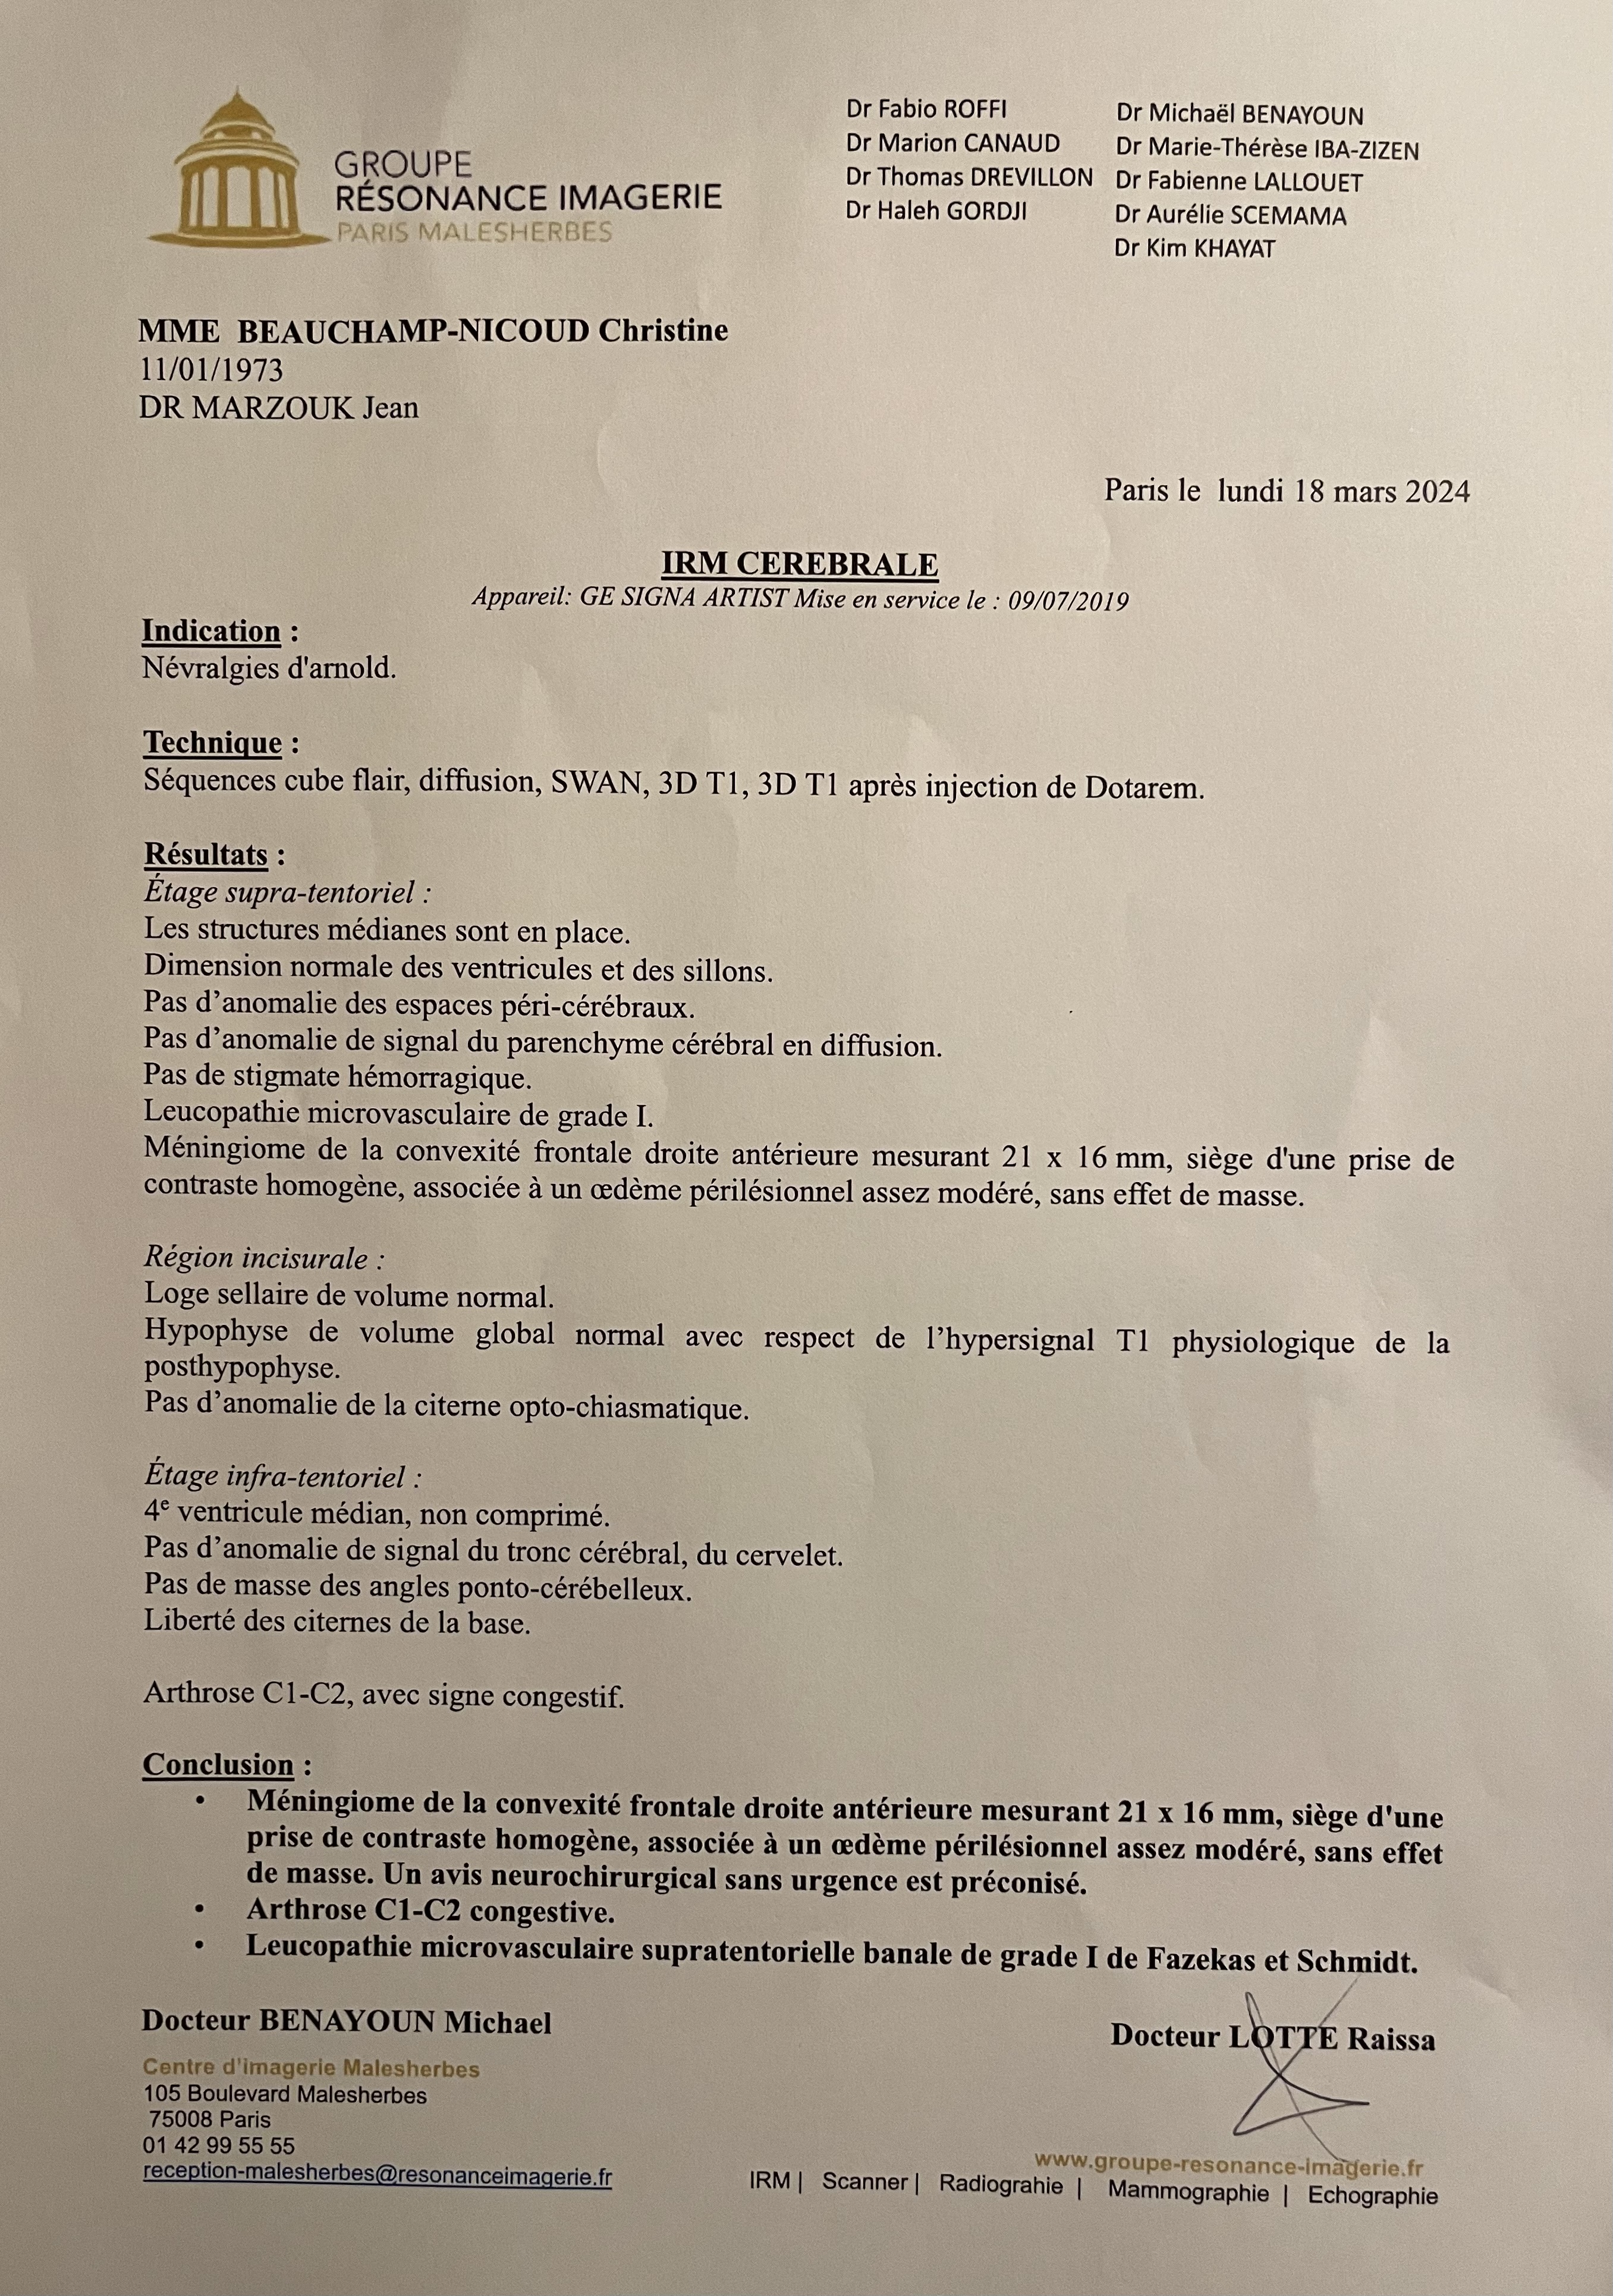 GROUPE
RÉSONANCE IMAGERIE
PARIS MALESHERBES
Dr Fabio ROFFI
Dr Marion CANAUD
Dr Thomas DREVILLON
Dr Haleh GORDJI
Dr Michaël BENAYOUN
Dr Marie-Thérèse IBA-ZIZEN
Dr Fabienne LALLOUET
Dr Aurélie SCEMAMA
Dr Kim KHAYAT
MME BEAUCHAMP-NICOUD Christine
11/01/1973
DR MARZOUK Jean
Paris le lundi 18 mars 2024
IRM CEREBRALE
Appareil: GE SIGNA ARTIST Mise en service le : 09/07/2019
Indication :
Névralgies d'arnold.
Technique :
Séquences cube flair, diffusion, SWAN, 3D T1, 3D T1 après injection de Dotarem.
Résultats :
Étage supra-tentoriel :
Les structures médianes sont en place.
Dimension normale des ventricules et des sillons.
Pas d’anomalie des espaces péri-cérébraux.
Pas d’anomalie de signal du parenchyme cérébral en diffusion.
Pas de stigmate hémorragique.
Leucopathie microvasculaire de grade I.
Méningiome de la convexité frontale droite antérieure mesurant 21 x 16 mm, siège d'une prise de
contraste homogène, associée à un œdème périlésionnel assez modéré, sans effet de masse.
Région incisurale :
Loge sellaire de volume normal.
Hypophyse de volume global normal avec respect de l’hypersignal T1 physiologique de la
posthypophyse.
Pas d’anomalie de la citerne opto-chiasmatique.
Étage infra-tentoriel :
4e ventricule médian, non comprimé.
Pas d’anomalie de signal du tronc cérébral, du cervelet.
Pas de masse des angles ponto-cérébelleux.
Liberté des citernes de la base.
Arthrose C1-C2, avec signe congestif.
Conclusion :
• Méningiome de la convexité frontale droite antérieure mesurant 21 x 16 mm, siège d'une
prise de contraste homogène, associée à un œdème périlésionnel assez modéré, sans effet
de masse. Un avis neurochirurgical sans urgence est préconisé.
• Arthrose C1-C2 congestive.
• Leucopathie microvasculaire supratentorielle banale de grade I de Fazekas et Schmidt.
Docteur BENAYOUN Michael
Docteur LOTTE Raissa
Centre d'imagerie Malesherbes
105 Boulevard Malesherbes
75008 Paris
01 42 99 55 55
reception-malesherbes@resonanceimagerie.fr
www.groupe-resonance-imagerie.fr
IRM | Scanner | Radiograhie | Mammographie | Echographie